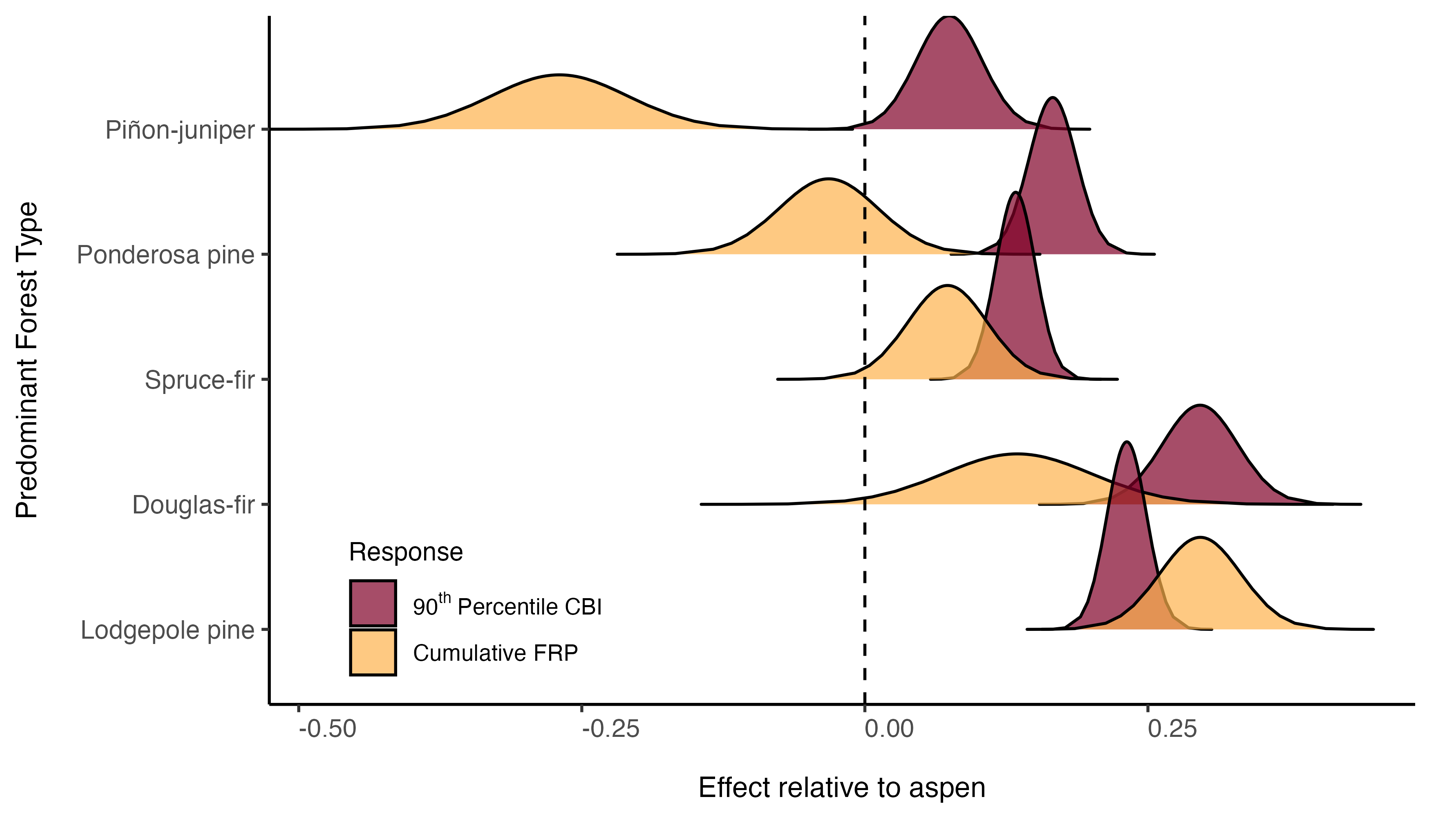 Predominant Forest Type
Piñon-juniper
Ponderosa pine
Spruce-fir
Douglas-fir
Lodgepole pine
Response
90th Percentile CBI
Cumulative FRP
-0.50 -0.25 0.00 0.25
Effect relative to aspen